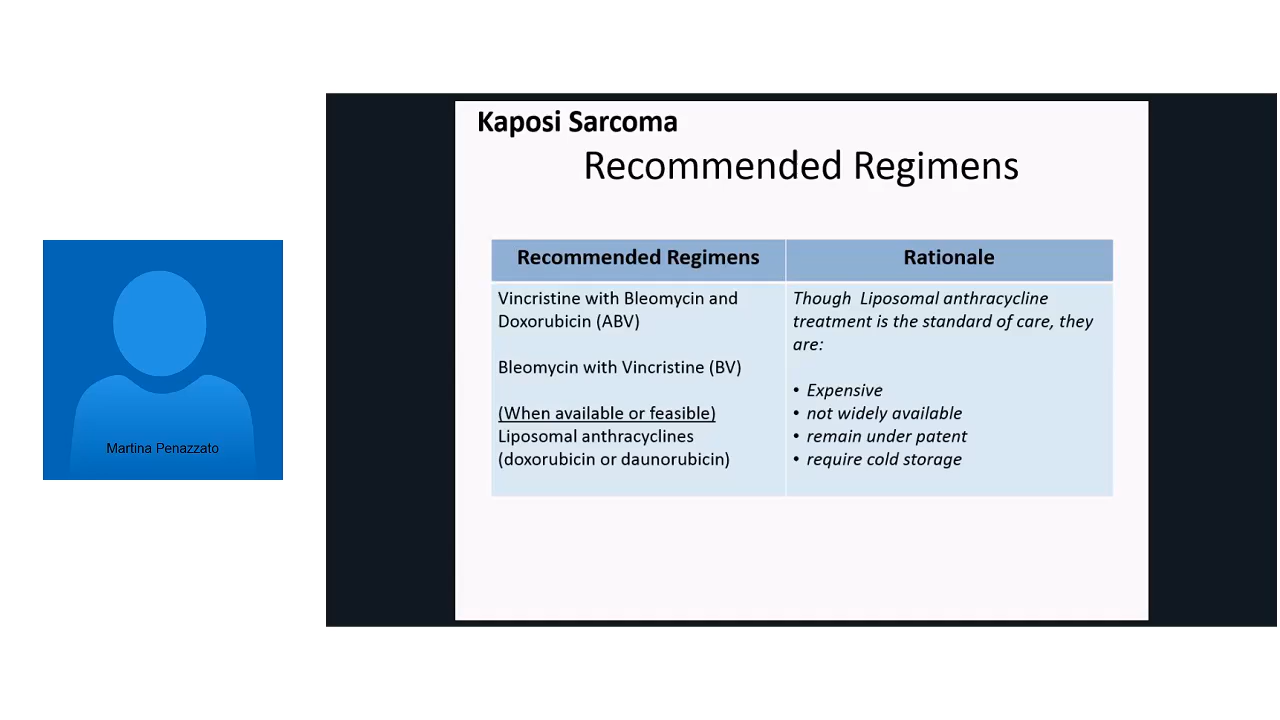 Kaposi Sarcoma
Recommended Regimens
Recommended Regimens
Rationale
Vincristine with Bleomycin and
Doxorubicin (ABV)
Bleomycin with Vincristine (BV)
(When available or feasible)
Liposomal anthracyclines
(doxorubicin or daunorubicin)
Though Liposomal anthracycline
treatment is the standard of care, they
are:
• Expensive
• not widely available
• remain under patent
• require cold storage
Martina Penazzato